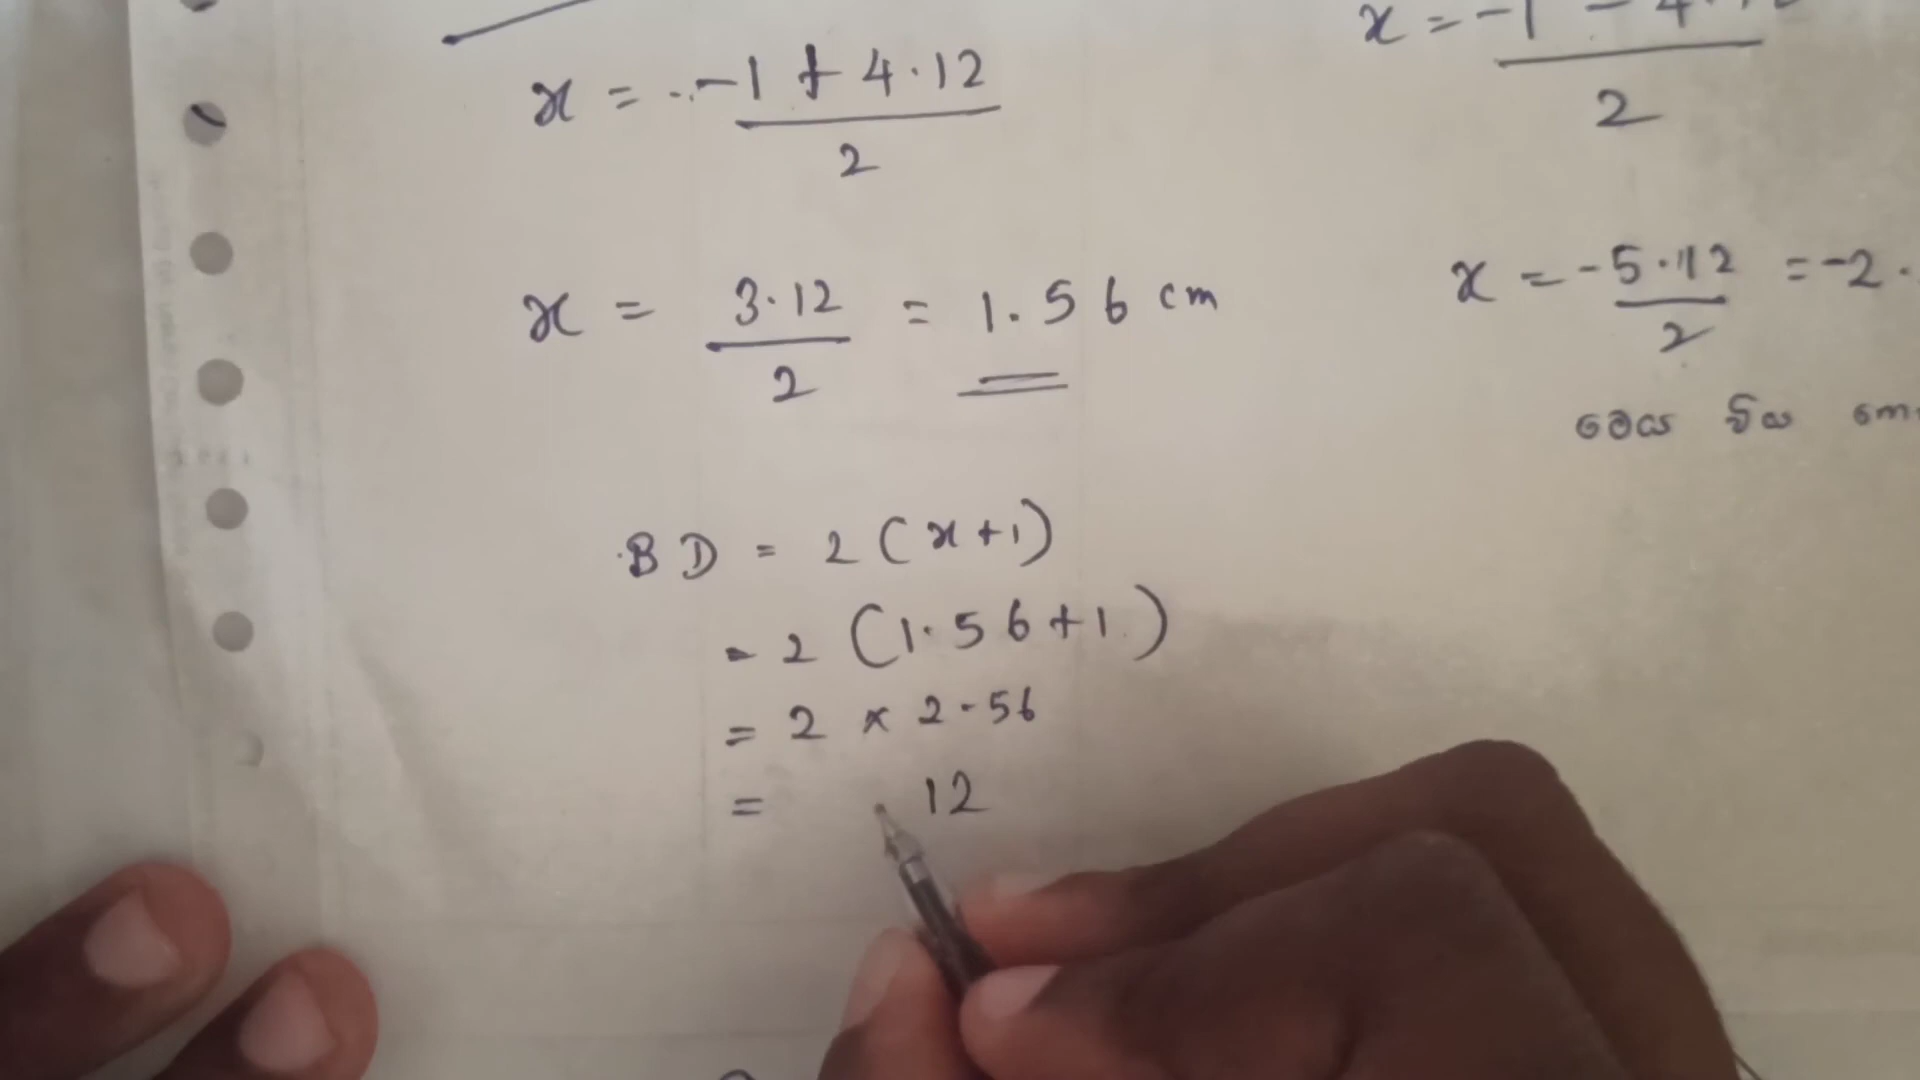 x = -1 + 4.12
2
x = 3.12 = 1.56 cm
2
BD = 2(x+1)
= 2 (1.56+1)
= 2 × 2.56
= 12
x = -1 - 4.12
2
x = -5.12 = -2.
2
මෙය විය